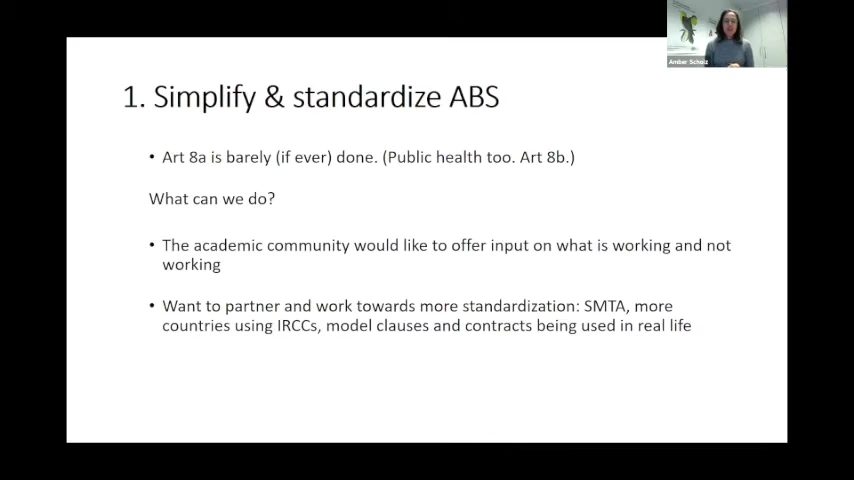 Amber Scholz
1. Simplify & standardize ABS
• Art 8a is barely (if ever) done. (Public health too. Art 8b.)
What can we do?
• The academic community would like to offer input on what is working and not
working
• Want to partner and work towards more standardization: SMTA, more
countries using IRCCs, model clauses and contracts being used in real life